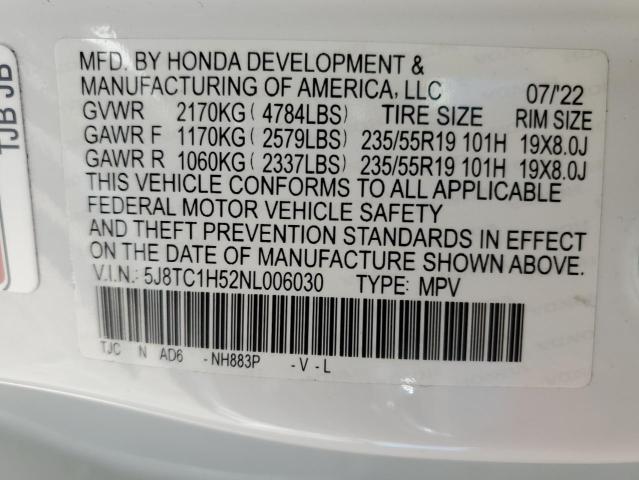 MFD. BY HONDA DEVELOPMENT &
MANUFACTURING OF AMERICA, LLC 07/'22
GVWR 2170KG ( 4784LBS ) TIRE SIZE RIM SIZE
GAWR F 1170KG ( 2579LBS ) 235/55R19 101H 19X8.0J
GAWR R 1060KG ( 2337LBS ) 235/55R19 101H 19X8.0J
THIS VEHICLE CONFORMS TO ALL APPLICABLE
FEDERAL MOTOR VEHICLE SAFETY
AND THEFT PREVENTION STANDARDS IN EFFECT
ON THE DATE OF MANUFACTURE SHOWN ABOVE.
V.I.N.: 5J8TC1H52NL006030 TYPE: MPV
TJC N AD6 -NH883P -V-L
TJB JB